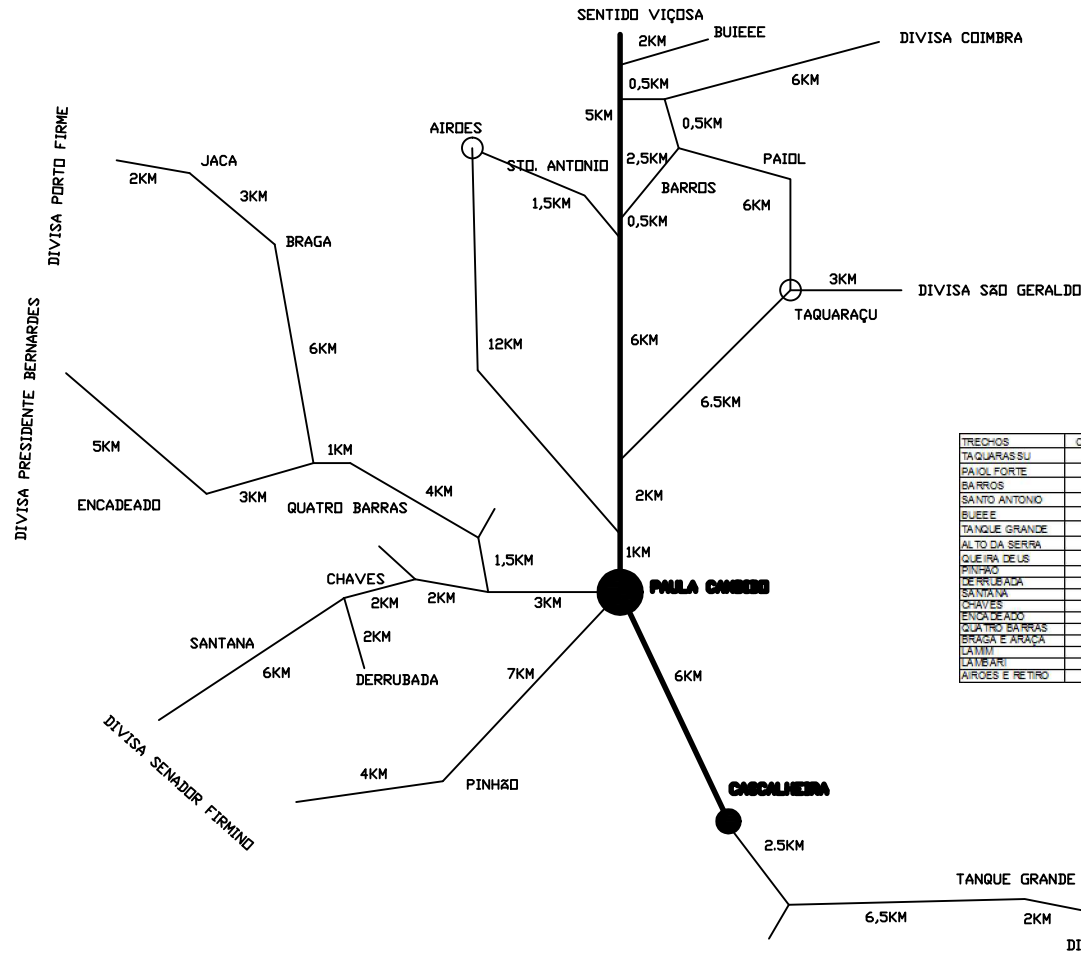 SENTIDO VIÇOSA
2KM
BUIEEE
DIVISA COIMBRA
0,5KM
6KM
5KM
0,5KM
AIROES
STO. ANTONIO
2,5KM
PAIOL
BARROS
1,5KM
6KM
0,5KM
DIVISA PORTO FIRME
JACA
2KM
3KM
BRAGA
3KM
DIVISA SÃO GERALDO
TAQUARAÇU
12KM
6KM
6KM
6.5KM
DIVISA PRESIDENTE BERNARDES
5KM
1KM
ENCADEADO
3KM
QUATRO BARRAS
4KM
2KM
1,5KM
1KM
CHAVES
2KM
2KM
3KM
PAULA CANDIDO
SANTANA
2KM
6KM
DERRUBADA
7KM
6KM
DIVISA SENADOR FIRMINO
4KM
PINHÃO
CASCALHEIRA
2.5KM
TANQUE GRANDE
6,5KM
2KM
DI
TRECHOS
TAQUARASSU
PAIOL FORTE
BARROS
SANTO ANTONIO
BUEEE
TANQUE GRANDE
ALTO DA SERRA
QUEIRA DEUS
PINHAO
DERRUBADA
SANTANA
CHAVES
ENCADEADO
QUATRO BARRAS
BRAGA E ARAÇA
LAMIM
LAMBARI
AIROES E RETIRO